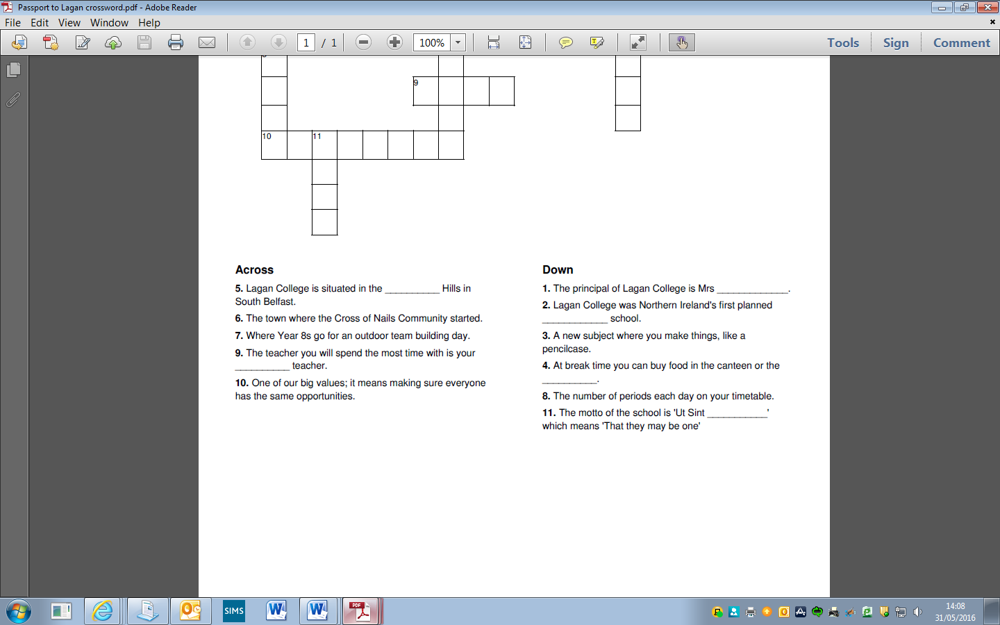 Passport to Lagan crossword.pdf - Adobe Reader
File Edit View Window Help
1 / 1 100% Tools Sign Comment
9
10 11
Across
5. Lagan College is situated in the __________ Hills in
South Belfast.
6. The town where the Cross of Nails Community started.
7. Where Year 8s go for an outdoor team building day.
9. The teacher you will spend the most time with is your
__________ teacher.
10. One of our big values; it means making sure everyone
has the same opportunities.
Down
1. The principal of Lagan College is Mrs _____________.
2. Lagan College was Northern Ireland's first planned
____________ school.
3. A new subject where you make things, like a
pencilcase.
4. At break time you can buy food in the canteen or the
__________.
8. The number of periods each day on your timetable.
11. The motto of the school is 'Ut Sint ___________'
which means 'That they may be one'
SIMS
PDF
14:08
31/05/2016